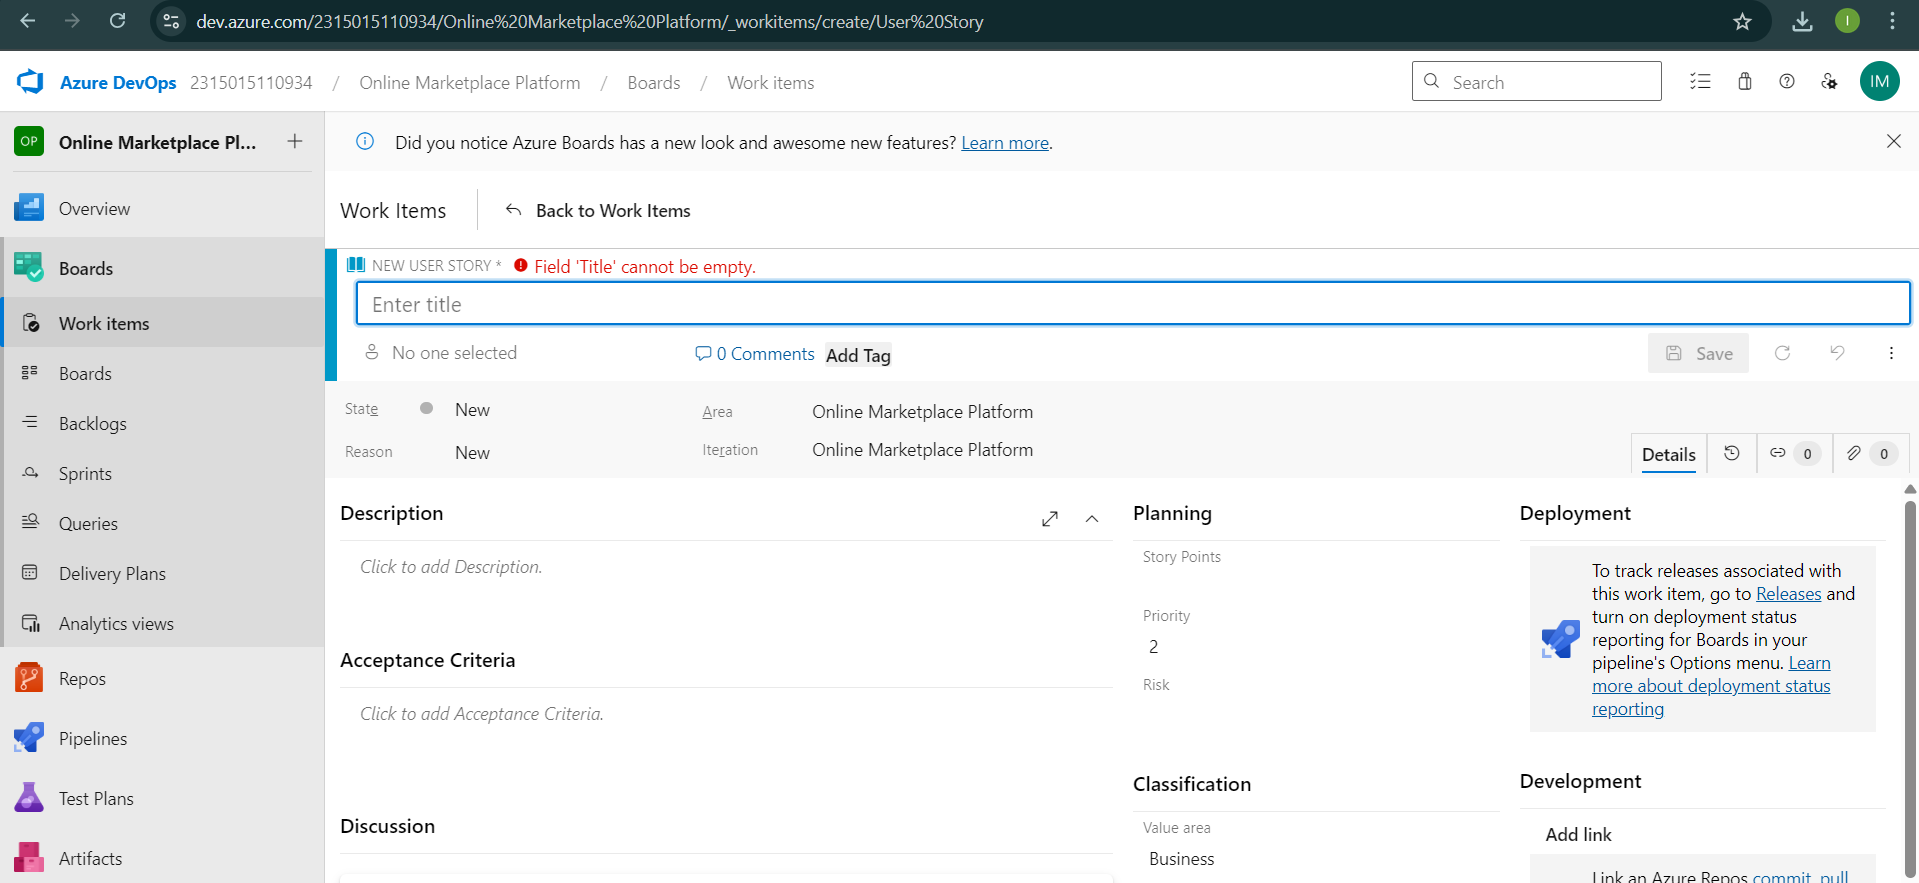 dev.azure.com/2315015110934/Online%20Marketplace%20Platform/_workitems/create/User%20Story
I
Azure DevOps 2315015110934 / Online Marketplace Platform / Boards / Work items
Search
IM
OP Online Marketplace Pl...
Overview
Boards
Work items
Boards
Backlogs
Sprints
Queries
Delivery Plans
Analytics views
Repos
Pipelines
Test Plans
Artifacts
Did you notice Azure Boards has a new look and awesome new features? Learn more.
Work Items
Back to Work Items
NEW USER STORY * Field 'Title' cannot be empty.
Enter title
No one selected
0 Comments
Add Tag
Save
State New
Reason New
Area Online Marketplace Platform
Iteration Online Marketplace Platform
Details
0
0
Description
Click to add Description.
Acceptance Criteria
Click to add Acceptance Criteria.
Discussion
Planning
Story Points
Priority
2
Risk
Classification
Value area
Business
Deployment
To track releases associated with
this work item, go to Releases and
turn on deployment status
reporting for Boards in your
pipeline's Options menu. Learn
more about deployment status
reporting
Development
Add link
Link an Azure Repos commit, pull